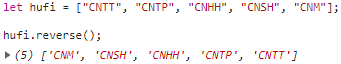 let hufi = ["CNTT", "CNTP", "CNHH", "CNSH", "CNM"];
hufi.reverse();
▶(5) ['CNM', 'CNSH', 'CNHH', 'CNTP', 'CNTT']